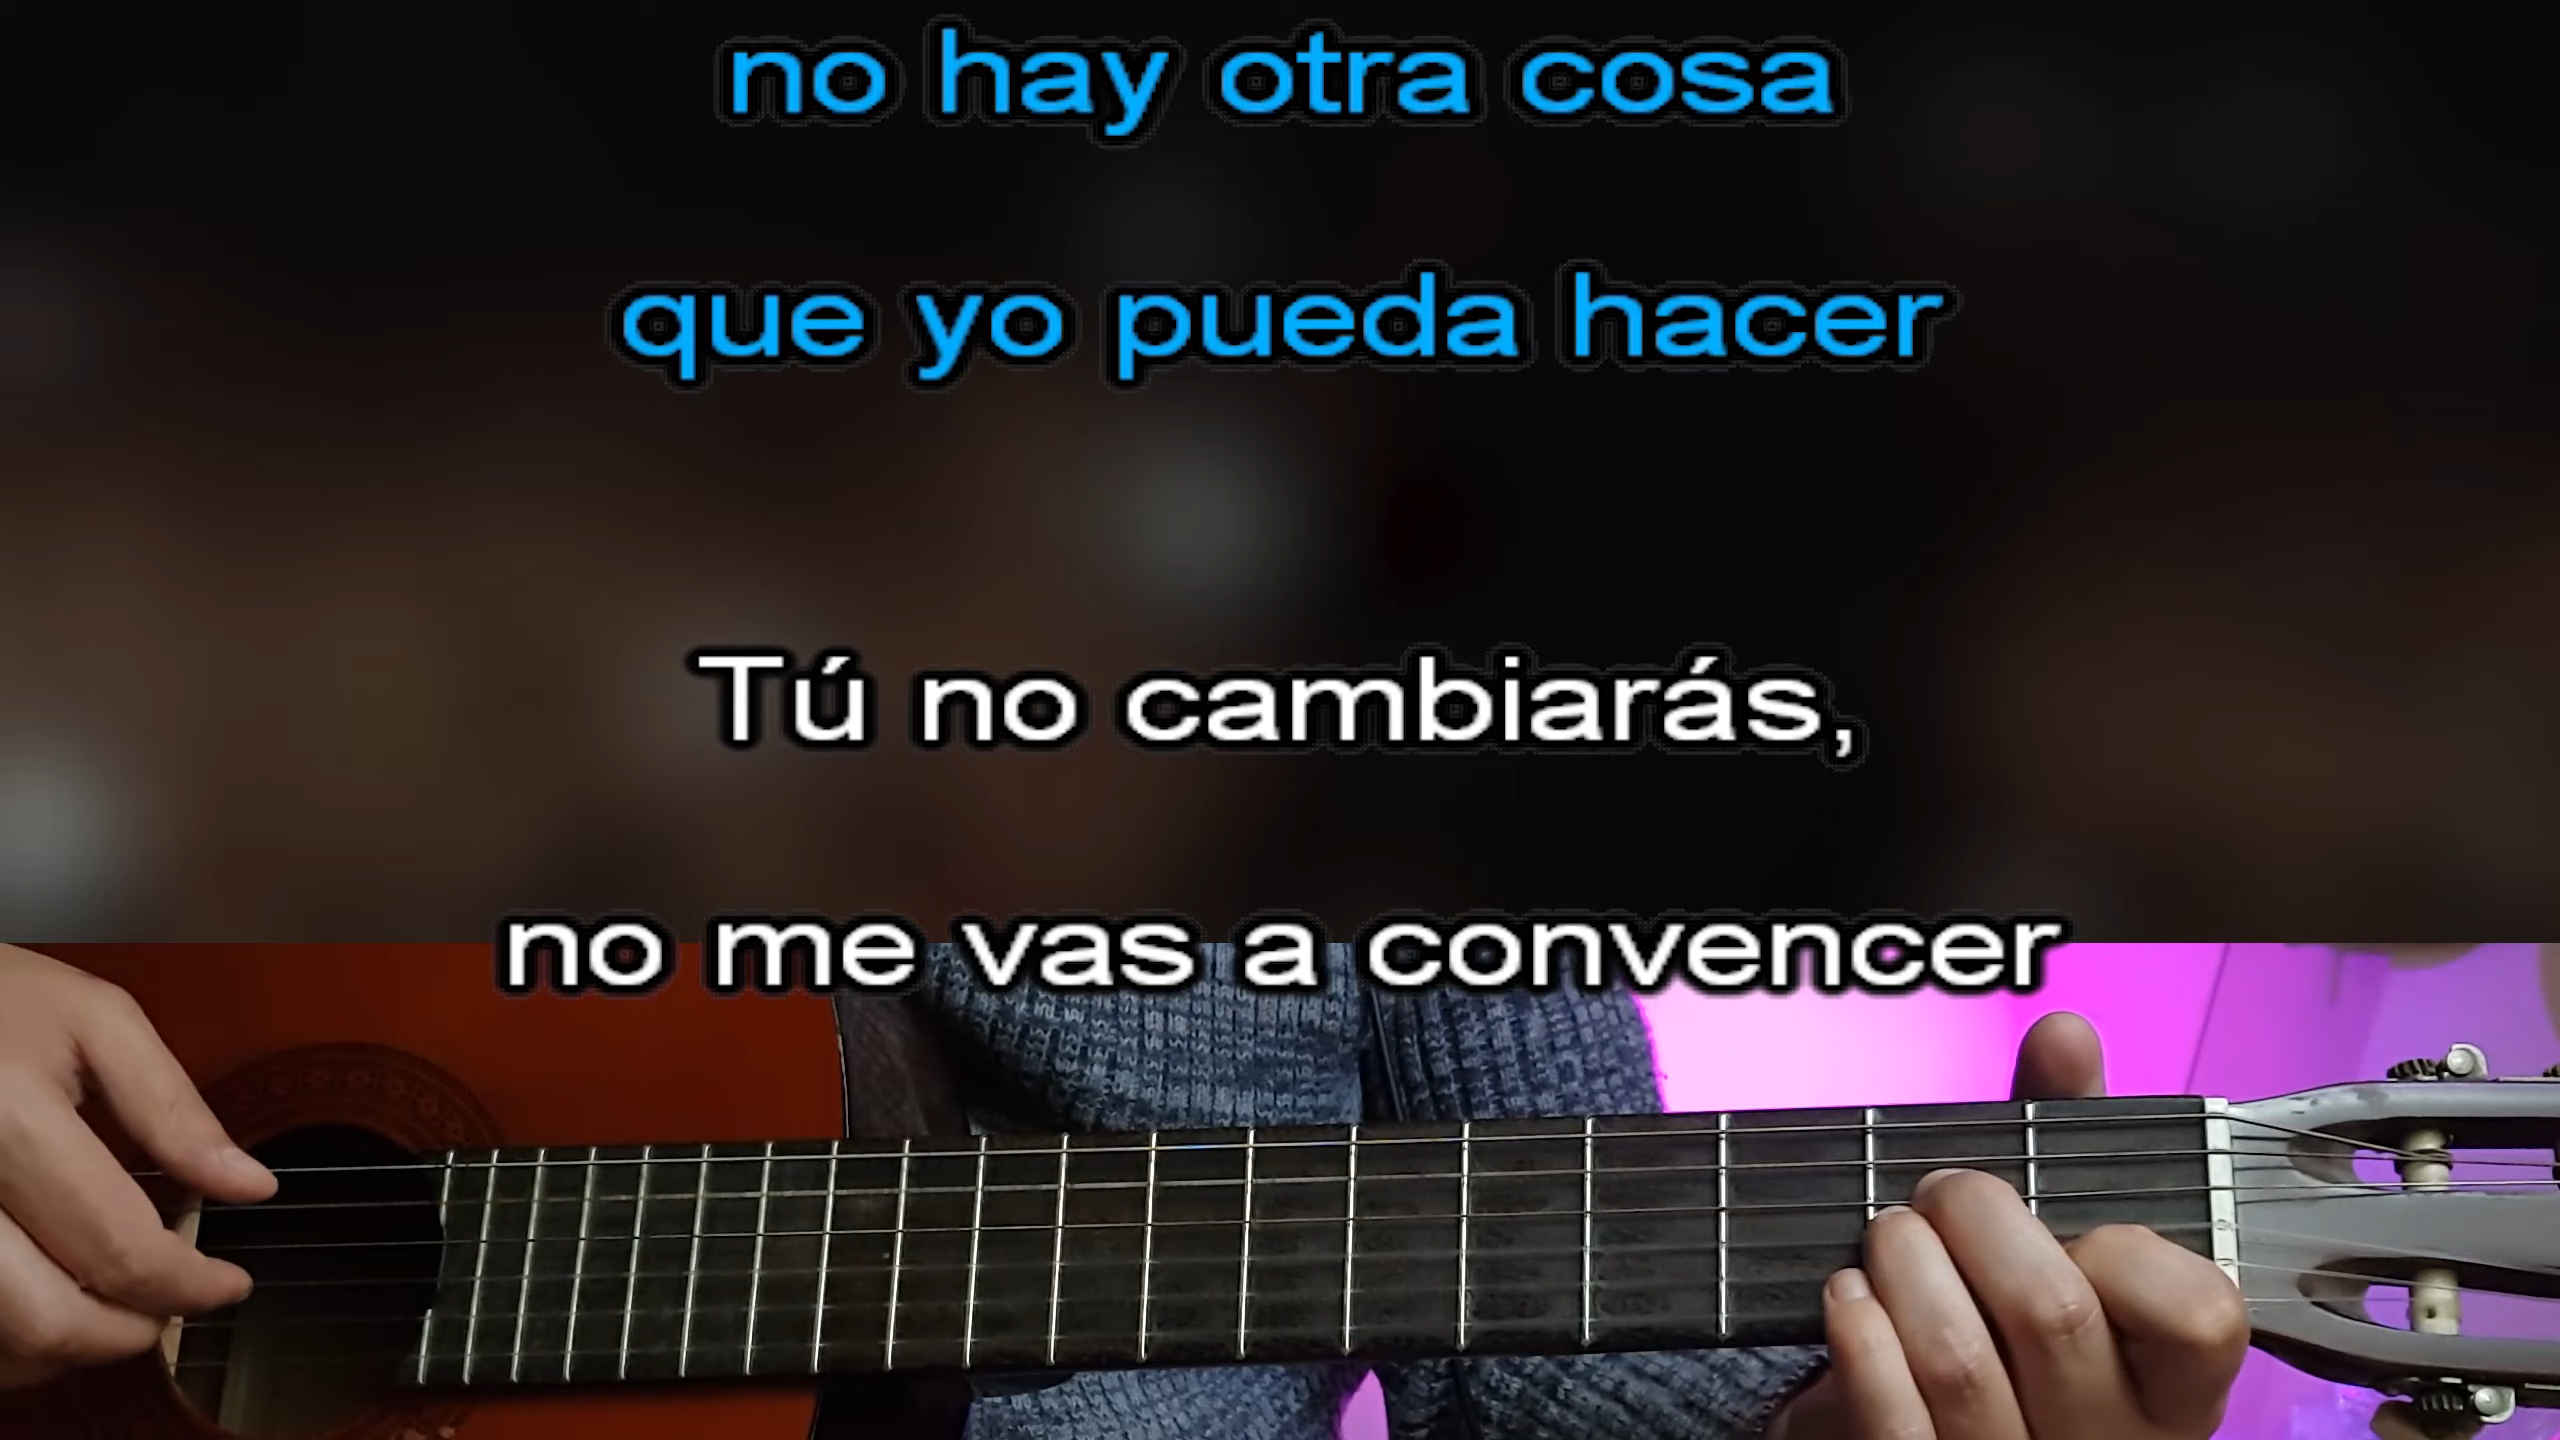 no hay otra cosa
que yo pueda hacer
Tú no cambiarás,
no me vas a convencer